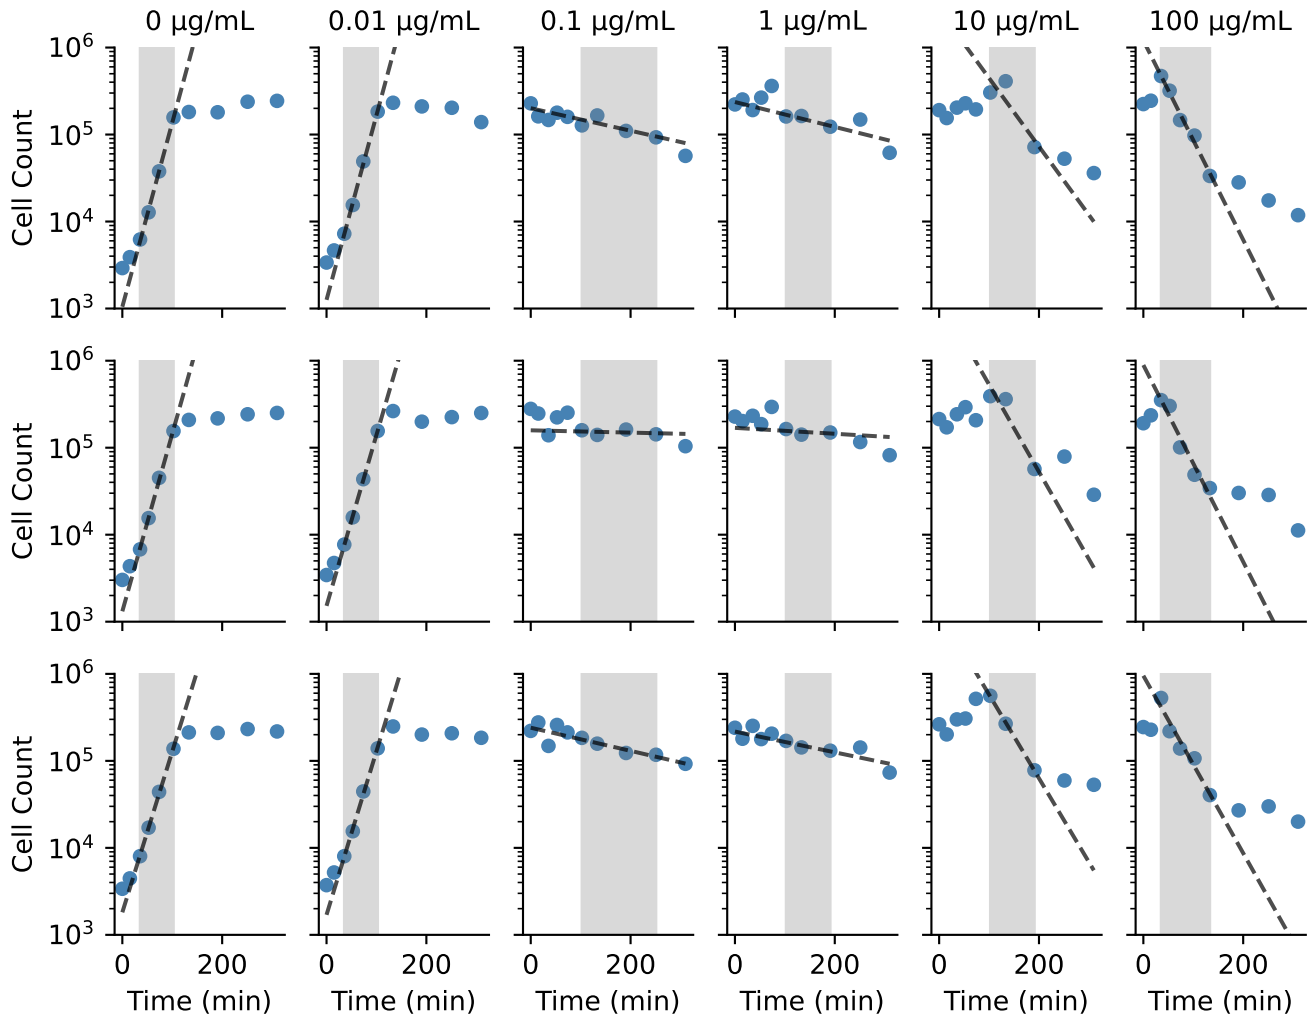 0 µg/mL 0.01 µg/mL 0.1 µg/mL 1 µg/mL 10 µg/mL 100 µg/mL
10⁶
10⁵
10⁴
10³
Cell Count
10⁶
10⁵
10⁴
10³
Cell Count
10⁶
10⁵
10⁴
10³
Cell Count
0 200 0 200 0 200 0 200 0 200 0 200
Time (min) Time (min) Time (min) Time (min) Time (min) Time (min)